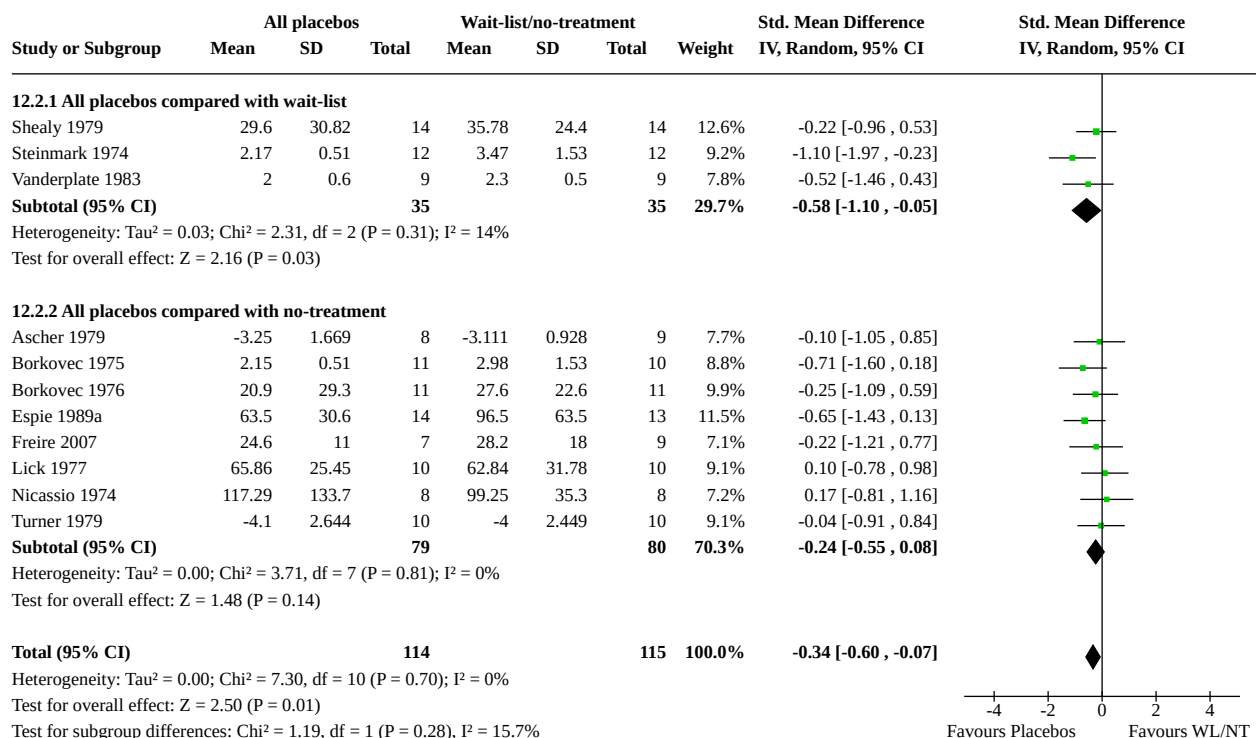 All placebos Wait-list/no-treatment Std. Mean Difference Std. Mean Difference
Study or Subgroup Mean SD Total Mean SD Total Weight IV, Random, 95% CI IV, Random, 95% CI
12.2.1 All placebos compared with wait-list
Shealy 1979 29.6 30.82 14 35.78 24.4 14 12.6% -0.22 [-0.96 , 0.53]
Steinmark 1974 2.17 0.51 12 3.47 1.53 12 9.2% -1.10 [-1.97 , -0.23]
Vanderplate 1983 2 0.6 9 2.3 0.5 9 7.8% -0.52 [-1.46 , 0.43]
Subtotal (95% CI) 35 35 29.7% -0.58 [-1.10 , -0.05]
Heterogeneity: Tau² = 0.03; Chi² = 2.31, df = 2 (P = 0.31); I² = 14%
Test for overall effect: Z = 2.16 (P = 0.03)
12.2.2 All placebos compared with no-treatment
Ascher 1979 -3.25 1.669 8 -3.111 0.928 9 7.7% -0.10 [-1.05 , 0.85]
Borkovec 1975 2.15 0.51 11 2.98 1.53 10 8.8% -0.71 [-1.60 , 0.18]
Borkovec 1976 20.9 29.3 11 27.6 22.6 11 9.9% -0.25 [-1.09 , 0.59]
Espie 1989a 63.5 30.6 14 96.5 63.5 13 11.5% -0.65 [-1.43 , 0.13]
Freire 2007 24.6 11 7 28.2 18 9 7.1% -0.22 [-1.21 , 0.77]
Lick 1977 65.86 25.45 10 62.84 31.78 10 9.1% 0.10 [-0.78 , 0.98]
Nicassio 1974 117.29 133.7 8 99.25 35.3 8 7.2% 0.17 [-0.81 , 1.16]
Turner 1979 -4.1 2.644 10 -4 2.449 10 9.1% -0.04 [-0.91 , 0.84]
Subtotal (95% CI) 79 80 70.3% -0.24 [-0.55 , 0.08]
Heterogeneity: Tau² = 0.00; Chi² = 3.71, df = 7 (P = 0.81); I² = 0%
Test for overall effect: Z = 1.48 (P = 0.14)
Total (95% CI) 114 115 100.0% -0.34 [-0.60 , -0.07]
Heterogeneity: Tau² = 0.00; Chi² = 7.30, df = 10 (P = 0.70); I² = 0%
Test for overall effect: Z = 2.50 (P = 0.01)
-4 -2 0 2 4
Test for subgroup differences: Chi² = 1.19, df = 1 (P = 0.28), I² = 15.7% Favours Placebos Favours WL/NT